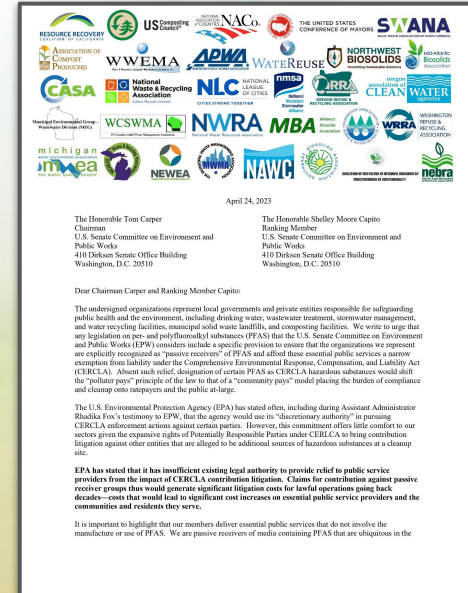 RESOURCE RECOVERY
COALITION OF CALIFORNIA
US Composting
Council
NATIONAL
ASSOCIATION
of COUNTIES
NACo.
THE UNITED STATES
CONFERENCE OF MAYORS
SWANA
ASSOCIATION OF
COMPOST
PRODUCERS
WWEMA
APWA
WATEREUSE
NORTHWEST
BIOSOLIDS
Mid-Atlantic
Biosolids
Association
CASA
National
Waste & Recycling
Association
NLC
NATIONAL
LEAGUE
OF CITIES
CITIES STRONG TOGETHER
nmsa
National
Municipal
Stormwater
Alliance
ORRA
OREGON REFUSE &
RECYCLING ASSOCIATION
oregon
association of
CLEAN WATER
agencies
Municipal Environmental Group -
Wastewater Division (MEG)
WCSWMA
NWRA
National Water Resources Association
MBA
Midwest
Biosolids
Association
WRRA
WASHINGTON
REFUSE &
RECYCLING
ASSOCIATION
michigan
water environment association
mwea
NEWEA
MWMA
NAWC
nebra
April 24, 2023
The Honorable Tom Carper
Chairman
U.S. Senate Committee on Environment and
Public Works
410 Dirksen Senate Office Building
Washington, D.C. 20510
The Honorable Shelley Moore Capito
Ranking Member
U.S. Senate Committee on Environment and
Public Works
410 Dirksen Senate Office Building
Washington, D.C. 20510
Dear Chairman Carper and Ranking Member Capito:
The undersigned organizations represent local governments and private entities responsible for safeguarding
public health and the environment, including drinking water, wastewater treatment, stormwater management,
and water recycling facilities, municipal solid waste landfills, and composting facilities. We write to urge that
any legislation on per- and polyfluoroalkyl substances (PFAS) that the U.S. Senate Committee on Environment
and Public Works (EPW) considers include a specific provision to ensure that the organizations we represent
are explicitly recognized as “passive receivers” of PFAS and afford these essential public services a narrow
exemption from liability under the Comprehensive Environmental Response, Compensation, and Liability Act
(CERCLA). Absent such relief, designation of certain PFAS as CERCLA hazardous substances would shift
the “polluter pays” principle of the law to that of a “community pays” model placing the burden of compliance
and cleanup onto ratepayers and the public at-large.
The U.S. Environmental Protection Agency (EPA) has stated often, including during Assistant Administrator
Rhadika Fox’s testimony to EPW, that the agency would use its “discretionary authority” in pursuing
CERCLA enforcement actions against certain parties. However, this commitment offers little comfort to our
sectors given the expansive rights of Potentially Responsible Parties under CERLCA to bring contribution
litigation against other entities that are alleged to be additional sources of hazardous substances at a cleanup
site.
EPA has stated that it has insufficient existing legal authority to provide relief to public service
providers from the impact of CERCLA contribution litigation. Claims for contribution against passive
receiver groups thus would generate significant litigation costs for lawful operations going back
decades—costs that would lead to significant cost increases on essential public service providers and the
communities and residents they serve.
It is important to highlight that our members deliver essential public services that do not involve the
manufacture or use of PFAS. We are passive receivers of media containing PFAS that are ubiquitous in the